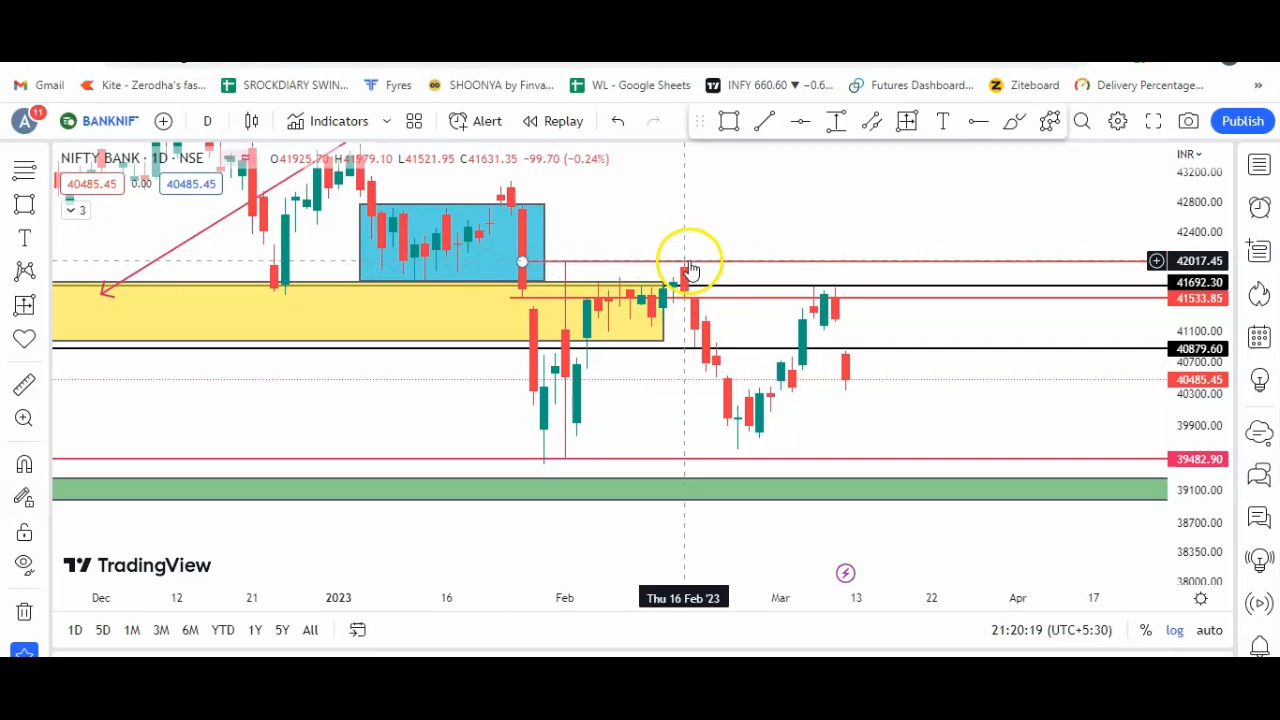 Gmail Kite - Zerodha's fas... SROCKDIARY SWIN... Fyres SHOONYA by Finva... WL - Google Sheets INFY 660.60 ▼ −0.6... Futures Dashboard... Ziteboard Delivery Percentage... »
A 11 BANKNIF D Indicators Alert Replay Publish
NIFTY BANK · 1D · NSE O41925.70 H41979.10 L41521.95 C41631.35 −99.70 (−0.24%) INR
40485.45 0.00 40485.45
3
43200.00
42800.00
42400.00
42017.45
41692.30
41533.85
41100.00
40879.60
40700.00
40485.45
40300.00
39900.00
39482.90
39100.00
38700.00
38350.00
38000.00
TradingView
Dec 12 21 2023 16 Feb Thu 16 Feb '23 Mar 13 22 Apr 17
1D 5D 1M 3M 6M YTD 1Y 5Y All 21:20:19 (UTC+5:30) % log auto